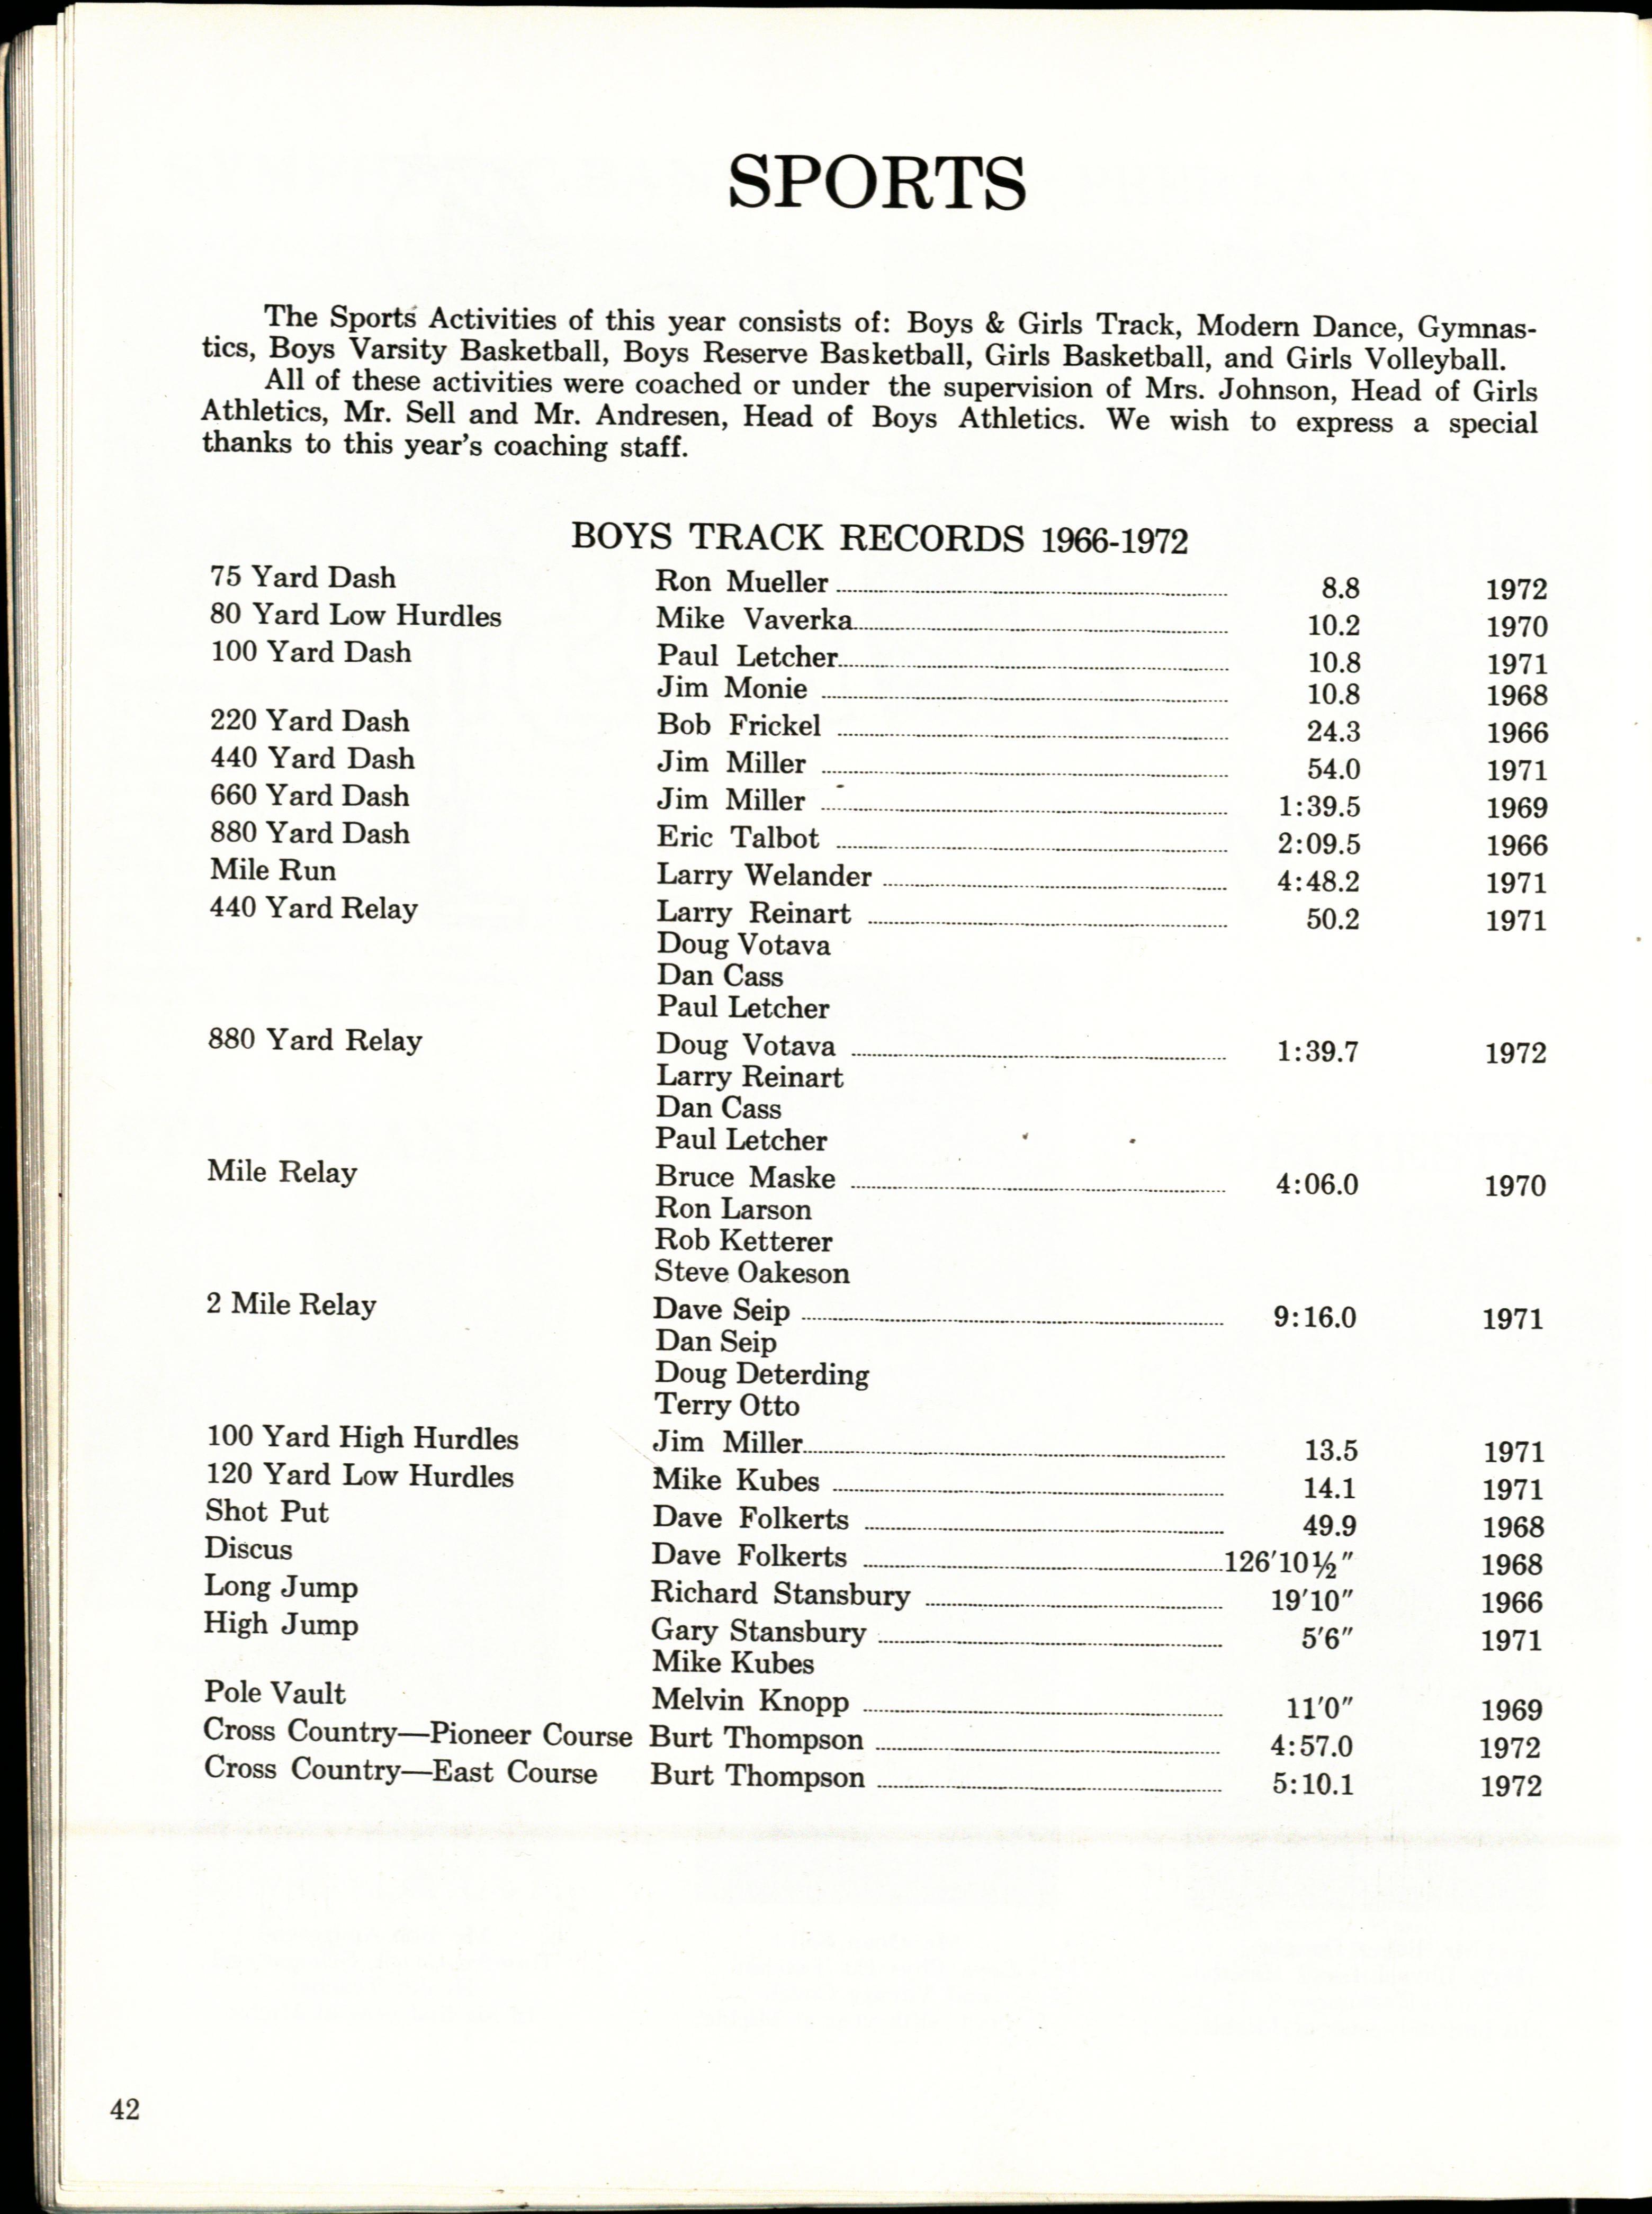 SPORTS
The Sports Activities of this year consists of: Boys & Girls Track, Modern Dance, Gymnas-
tics, Boys Varsity Basketball, Boys Reserve Basketball, Girls Basketball, and Girls Volleyball.
All of these activities were coached or under the supervision of Mrs. Johnson, Head of Girls
Athletics, Mr. Sell and Mr. Andresen, Head of Boys Athletics. We wish to express a special
thanks to this year's coaching staff.
BOYS TRACK RECORDS 1966-1972
75 Yard Dash Ron Mueller 8.8 1972
80 Yard Low Hurdles Mike Vaverka 10.2 1970
100 Yard Dash Paul Letcher 10.8 1971
Jim Monie 10.8 1968
220 Yard Dash Bob Frickel 24.3 1966
440 Yard Dash Jim Miller 54.0 1971
660 Yard Dash Jim Miller 1:39.5 1969
880 Yard Dash Eric Talbot 2:09.5 1966
Mile Run Larry Welander 4:48.2 1971
440 Yard Relay Larry Reinart 50.2 1971
Doug Votava
Dan Cass
Paul Letcher
880 Yard Relay Doug Votava 1:39.7 1972
Larry Reinart
Dan Cass
Paul Letcher
Mile Relay Bruce Maske 4:06.0 1970
Ron Larson
Rob Ketterer
Steve Oakeson
2 Mile Relay Dave Seip 9:16.0 1971
Dan Seip
Doug Deterding
Terry Otto
100 Yard High Hurdles Jim Miller 13.5 1971
120 Yard Low Hurdles Mike Kubes 14.1 1971
Shot Put Dave Folkerts 49.9 1968
Discus Dave Folkerts 126′10½″ 1968
Long Jump Richard Stansbury 19′10″ 1966
High Jump Gary Stansbury 5′6″ 1971
Mike Kubes
Pole Vault Melvin Knopp 11′0″ 1969
Cross Country—Pioneer Course Burt Thompson 4:57.0 1972
Cross Country—East Course Burt Thompson 5:10.1 1972
42